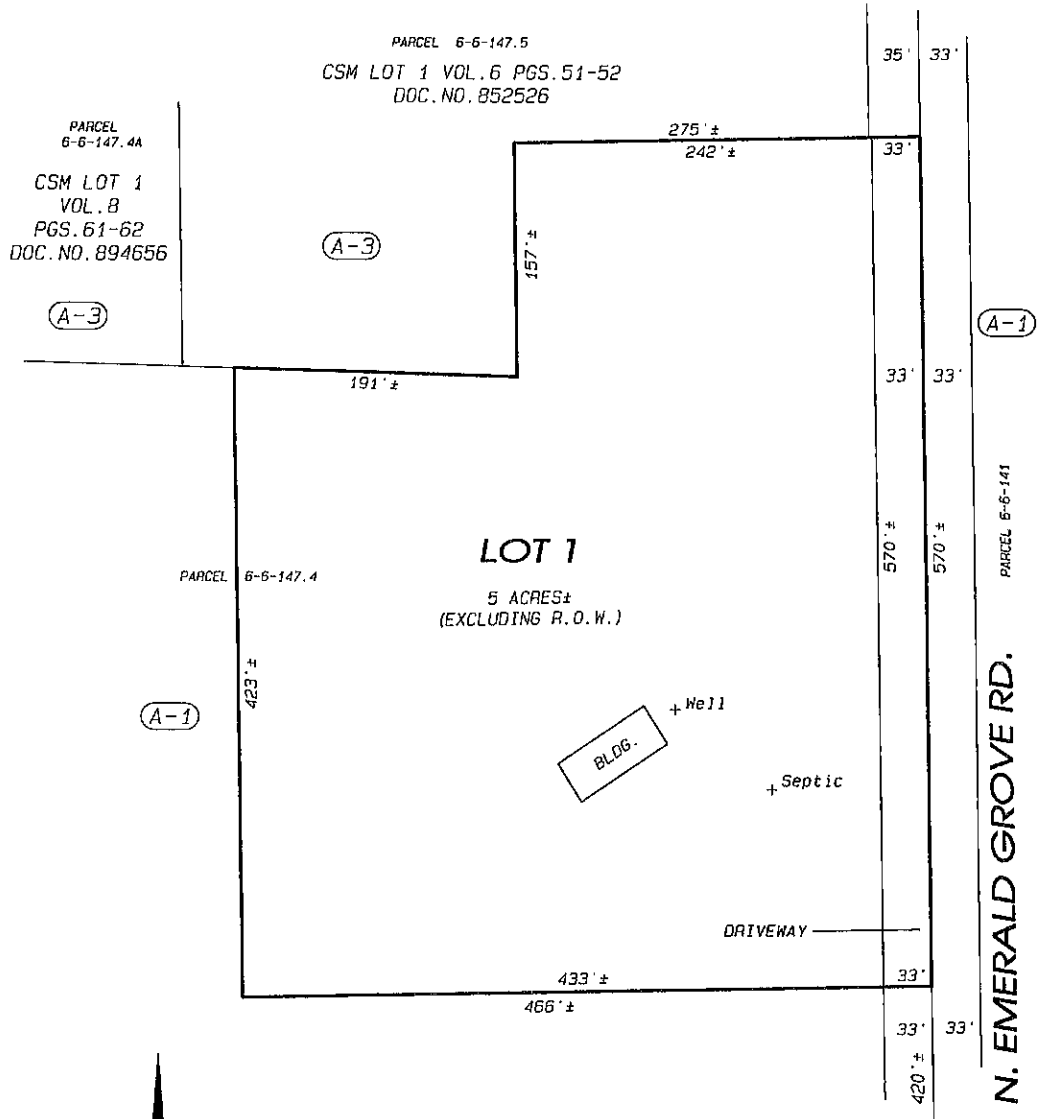 PARCEL 6-6-147.5
CSM LOT 1 VOL.6 PGS.51-52
DOC.NO.852526
35' 33'
PARCEL
6-6-147.4A
CSM LOT 1
VOL.8
PGS.61-62
DOC.NO.894656
A-3
A-3
275'±
242'±
33'
157'±
191'±
33' 33'
A-1
PARCEL 6-6-141
570'±
570'±
LOT 1
5 ACRES±
(EXCLUDING R.O.W.)
PARCEL 6-6-147.4
423'±
A-1
Well
BLDG.
Septic
DRIVEWAY
433'±
33'
466'±
33' 33'
420'±
N. EMERALD GROVE RD.